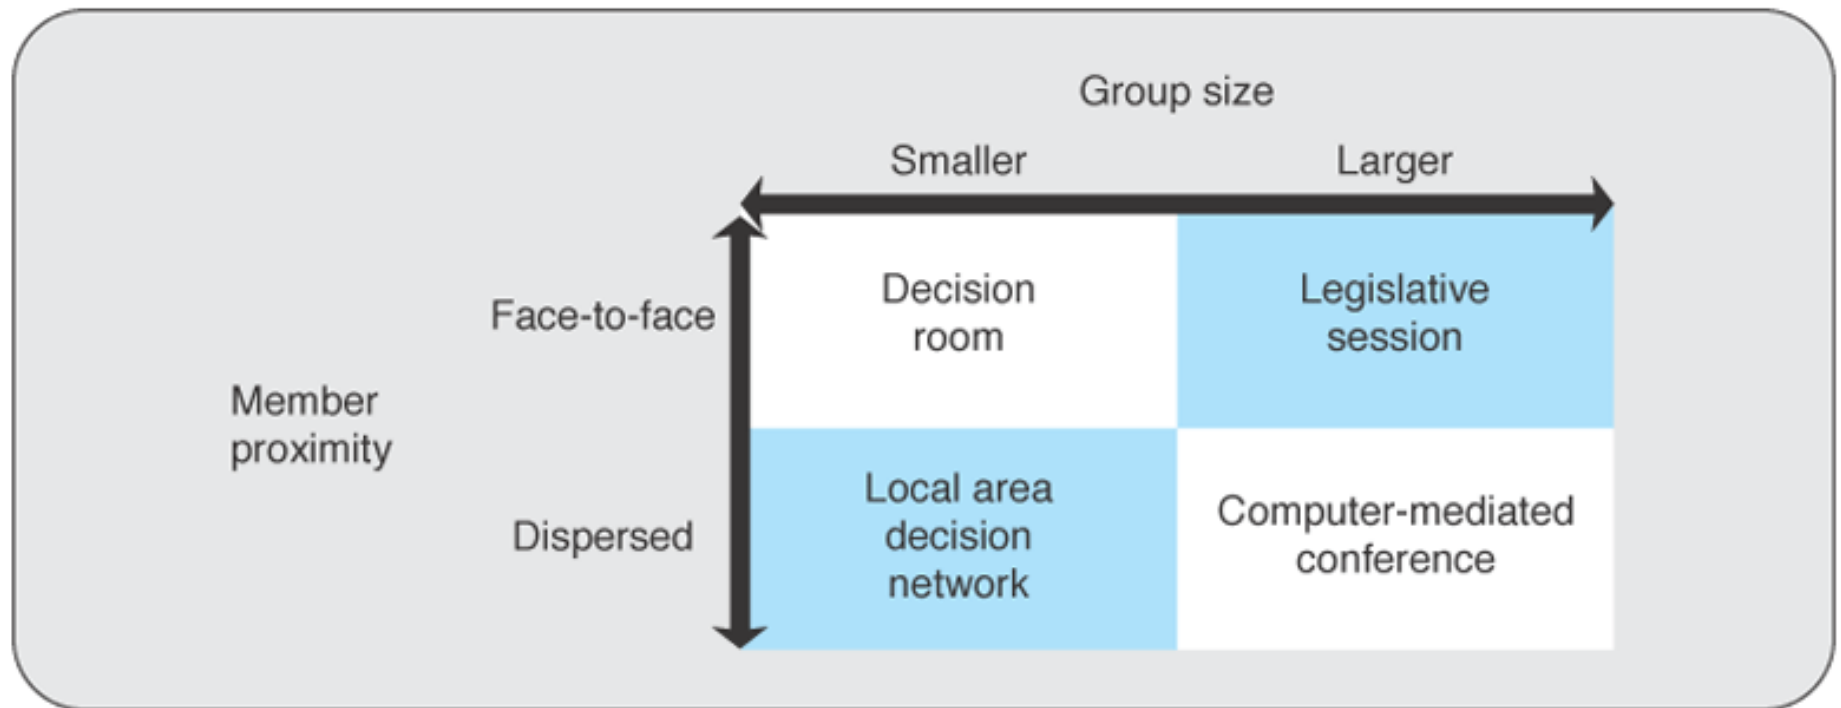 Group size
Smaller Larger
Face-to-face
Decision
room
Legislative
session
Member
proximity
Dispersed
Local area
decision
network
Computer-mediated
conference